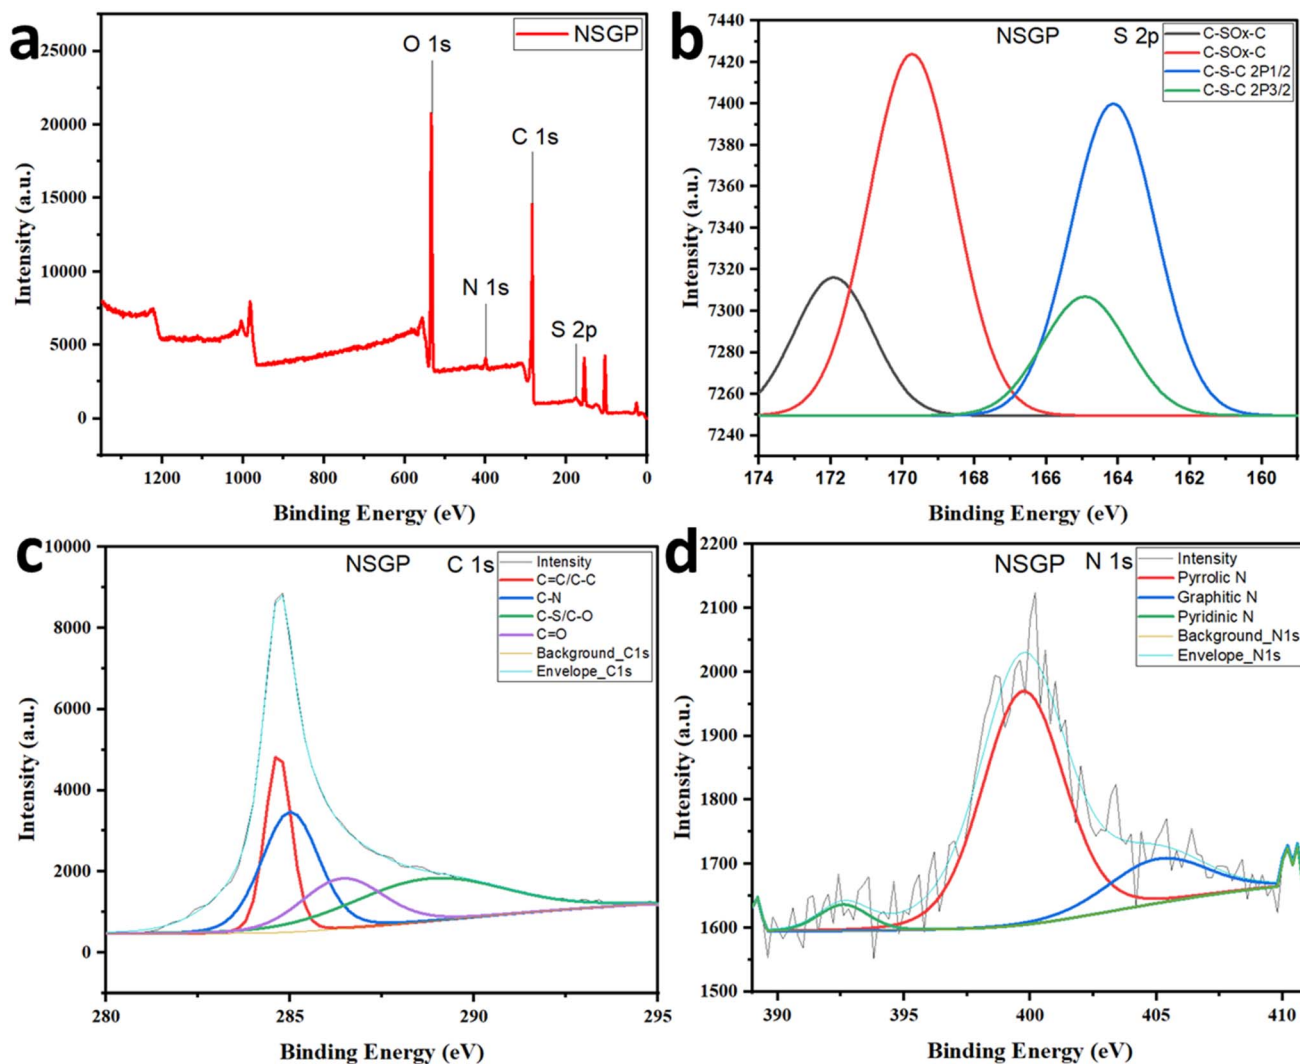 a
NSGP
O 1s
C 1s
N 1s
S 2p
25000
20000
15000
10000
5000
0
Intensity (a.u.)
1200 1000 800 600 400 200 0
Binding Energy (eV)
b
NSGP S 2p
C-SOx-C
C-SOx-C
C-S-C 2P1/2
C-S-C 2P3/2
7440
7420
7400
7380
7360
7340
7320
7300
7280
7260
7240
Intensity (a.u.)
174 172 170 168 166 164 162 160
Binding Energy (eV)
c
NSGP C 1s
Intensity
C=C/C-C
C-N
C-S/C-O
C=O
Background_C1s
Envelope_C1s
10000
8000
6000
4000
2000
0
Intensity (a.u.)
280 285 290 295
Binding Energy (eV)
d
NSGP N 1s
Intensity
Pyrrolic N
Graphitic N
Pyridinic N
Background_N1s
Envelope_N1s
2200
2100
2000
1900
1800
1700
1600
1500
Intensity (a.u.)
390 395 400 405 410
Binding Energy (eV)